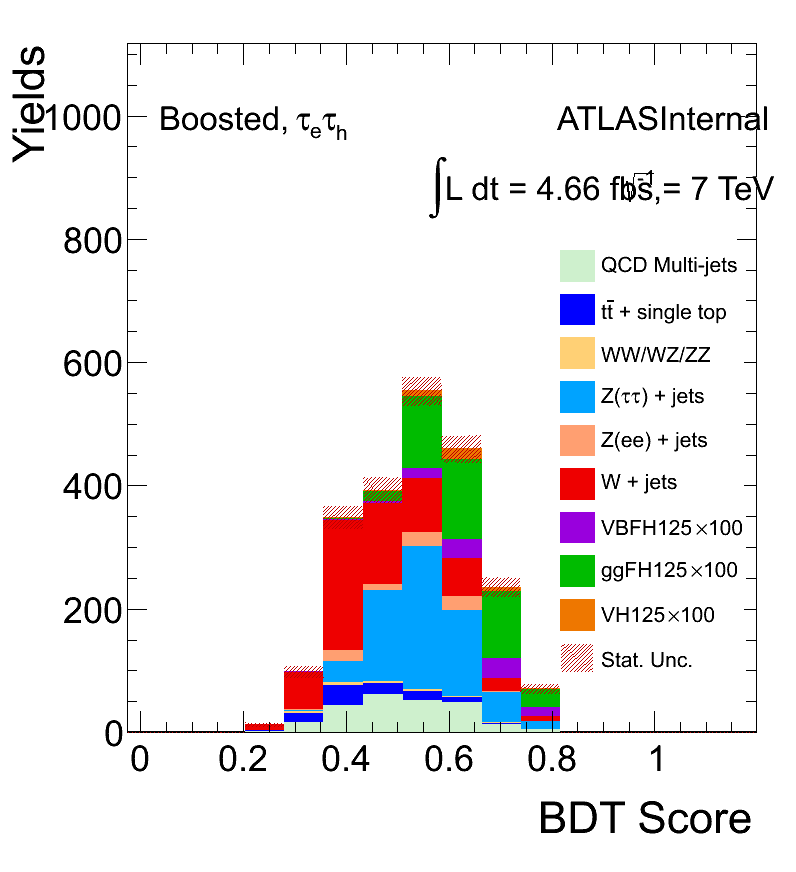 Yields
1000
800
600
400
200
0
Boosted, τeτh
ATLASInternal
∫L dt = 4.66 fb⁻¹, √s = 7 TeV
QCD Multi-jets
tt̄ + single top
WW/WZ/ZZ
Z(ττ) + jets
Z(ee) + jets
W + jets
VBFH125×100
ggFH125×100
VH125×100
Stat. Unc.
0 0.2 0.4 0.6 0.8 1
BDT Score